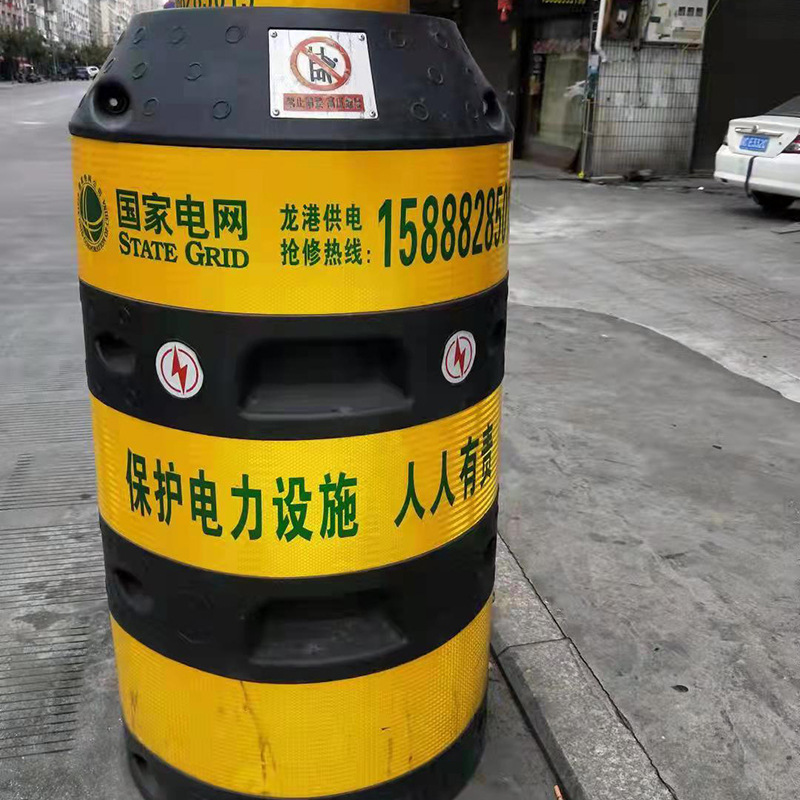 国家电网
STATE GRID
龙港供电
抢修热线:
15888285
保护电力设施 人人有责